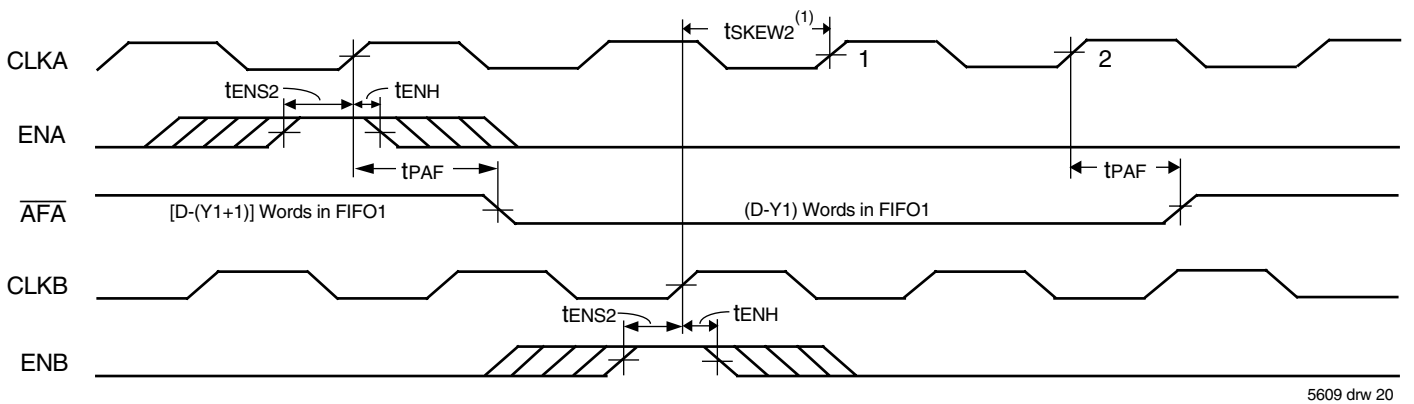 tSKEW2(1)
CLKA 1 2
tENS2 tENH
ENA
tPAF tPAF
AFA [D-(Y1+1)] Words in FIFO1 (D-Y1) Words in FIFO1
CLKB
tENS2 tENH
ENB
5609 drw 20